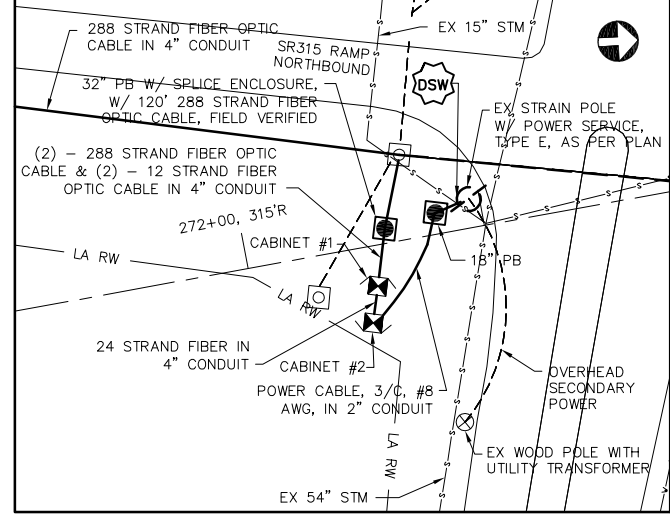 288 STRAND FIBER OPTIC
CABLE IN 4" CONDUIT
SR315 RAMP
NORTHBOUND
EX 15" STM
32" PB W/ SPLICE ENCLOSURE,
W/ 120' 288 STRAND FIBER
OPTIC CABLE, FIELD VERIFIED
DSW
EX STRAIN POLE
W/ POWER SERVICE,
TYPE E, AS PER PLAN
(2) - 288 STRAND FIBER OPTIC
CABLE & (2) - 12 STRAND FIBER
OPTIC CABLE IN 4" CONDUIT
272+00, 315'R
CABINET #1
LA RW
18" PB
LA RW
24 STRAND FIBER IN
4" CONDUIT
CABINET #2
POWER CABLE, 3/C, #8
AWG, IN 2" CONDUIT
OVERHEAD
SECONDARY
POWER
LA RW
EX WOOD POLE WITH
UTILITY TRANSFORMER
EX 54" STM